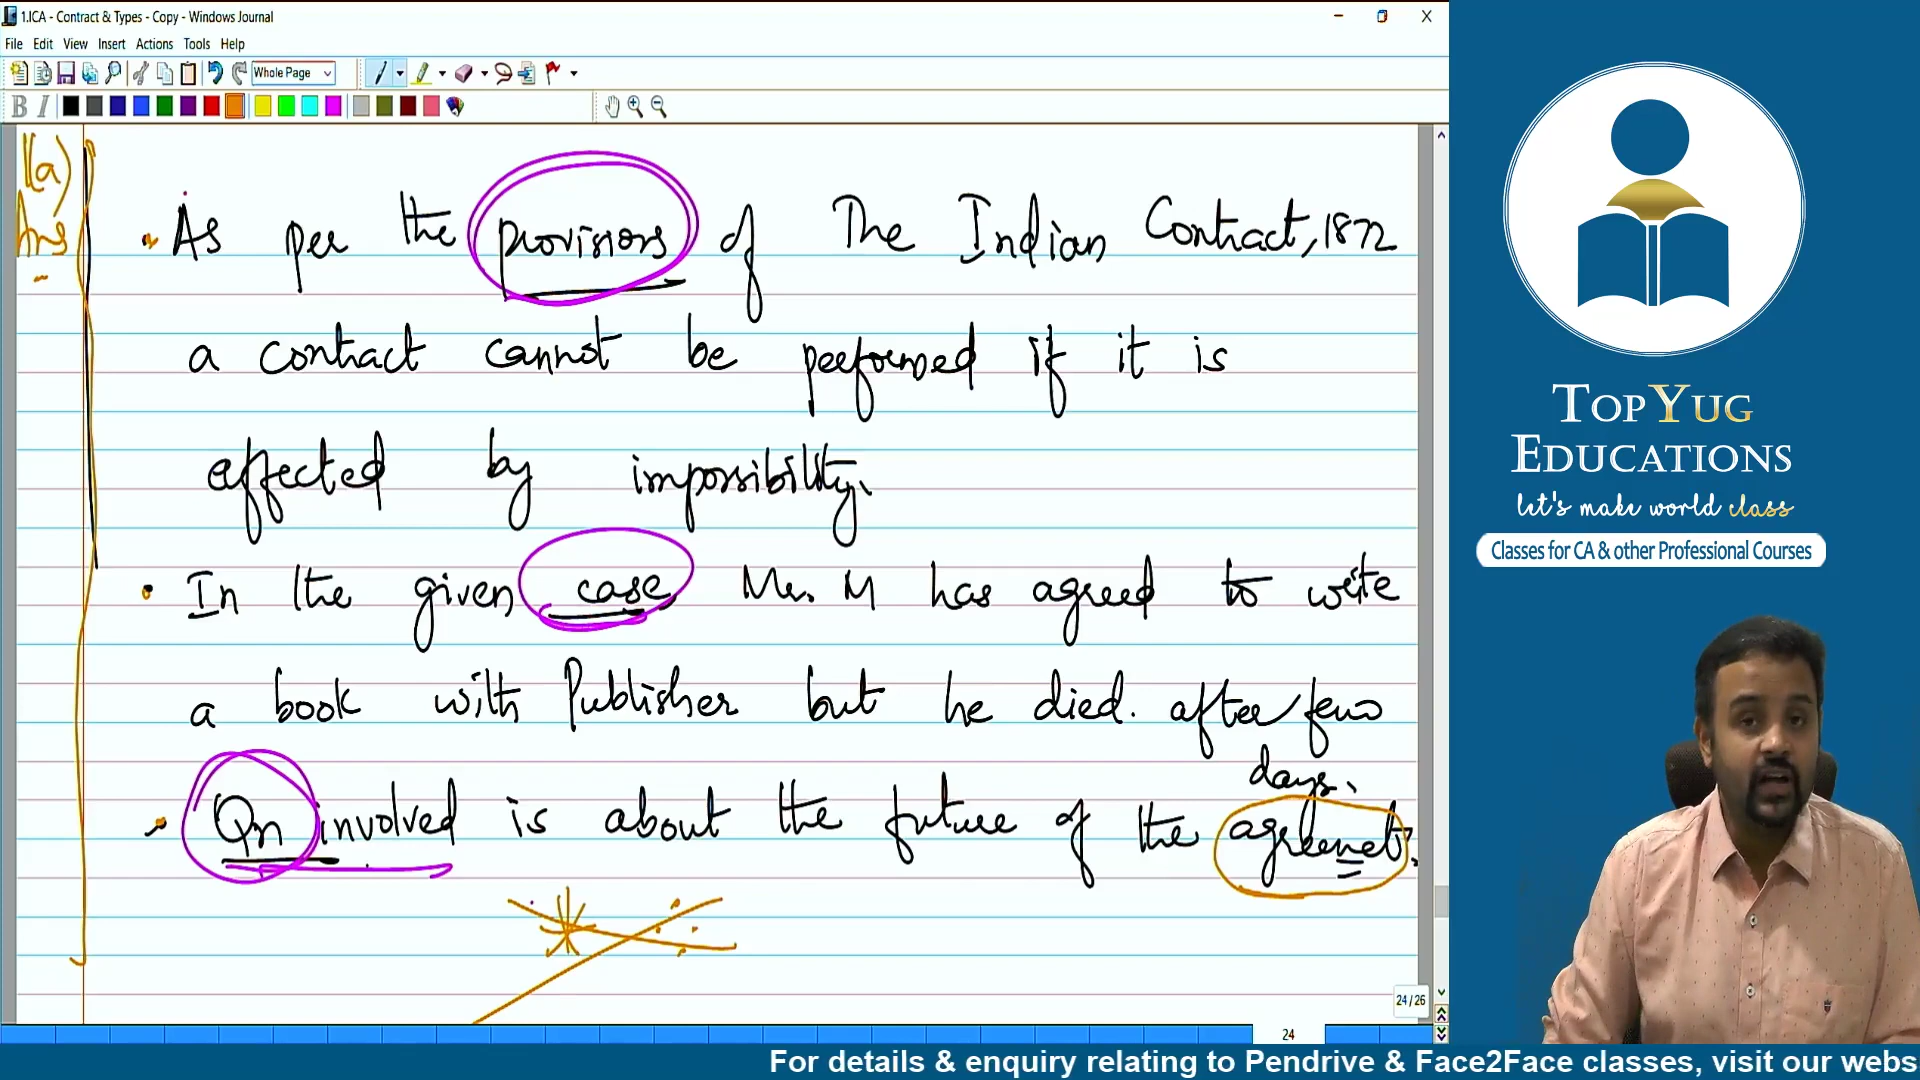 1.ICA - Contract & Types - Copy - Windows Journal
File Edit View Insert Actions Tools Help
Whole Page
B I
1(a)
Ans
• As per the provisions of The Indian Contract, 1872
a contract cannot be performed if it is
effected by impossibility.
• In the given case Mr. M has agreed to write
a book with Publisher but he died. after few
days.
• Qn involved is about the future of the agreemet.
24 / 26
24
TOPYUG
EDUCATIONS
let's make world class
Classes for CA & other Professional Courses
For details & enquiry relating to Pendrive & Face2Face classes, visit our webs